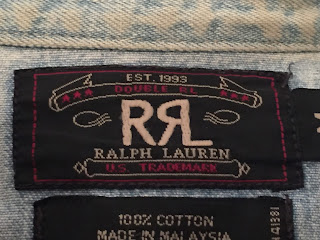 EST. 1993
DOUBLE RL
RRL
RALPH LAUREN
U.S. TRADEMARK
100% COTTON
MADE IN MALAYSIA